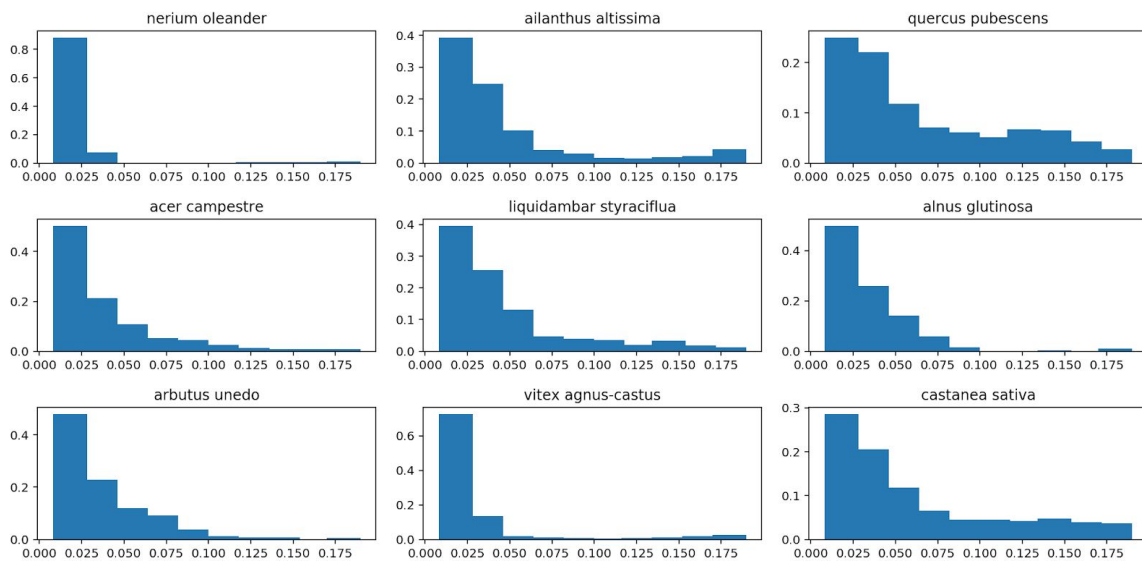 nerium oleander
ailanthus altissima
quercus pubescens
0.8
0.6
0.4
0.2
0.0
0.000 0.025 0.050 0.075 0.100 0.125 0.150 0.175
0.4
0.3
0.2
0.1
0.0
0.000 0.025 0.050 0.075 0.100 0.125 0.150 0.175
0.2
0.1
0.0
0.000 0.025 0.050 0.075 0.100 0.125 0.150 0.175
acer campestre
liquidambar styraciflua
alnus glutinosa
0.4
0.2
0.0
0.000 0.025 0.050 0.075 0.100 0.125 0.150 0.175
0.4
0.3
0.2
0.1
0.0
0.000 0.025 0.050 0.075 0.100 0.125 0.150 0.175
0.4
0.2
0.0
0.000 0.025 0.050 0.075 0.100 0.125 0.150 0.175
arbutus unedo
vitex agnus-castus
castanea sativa
0.4
0.2
0.0
0.000 0.025 0.050 0.075 0.100 0.125 0.150 0.175
0.6
0.4
0.2
0.0
0.000 0.025 0.050 0.075 0.100 0.125 0.150 0.175
0.3
0.2
0.1
0.0
0.000 0.025 0.050 0.075 0.100 0.125 0.150 0.175